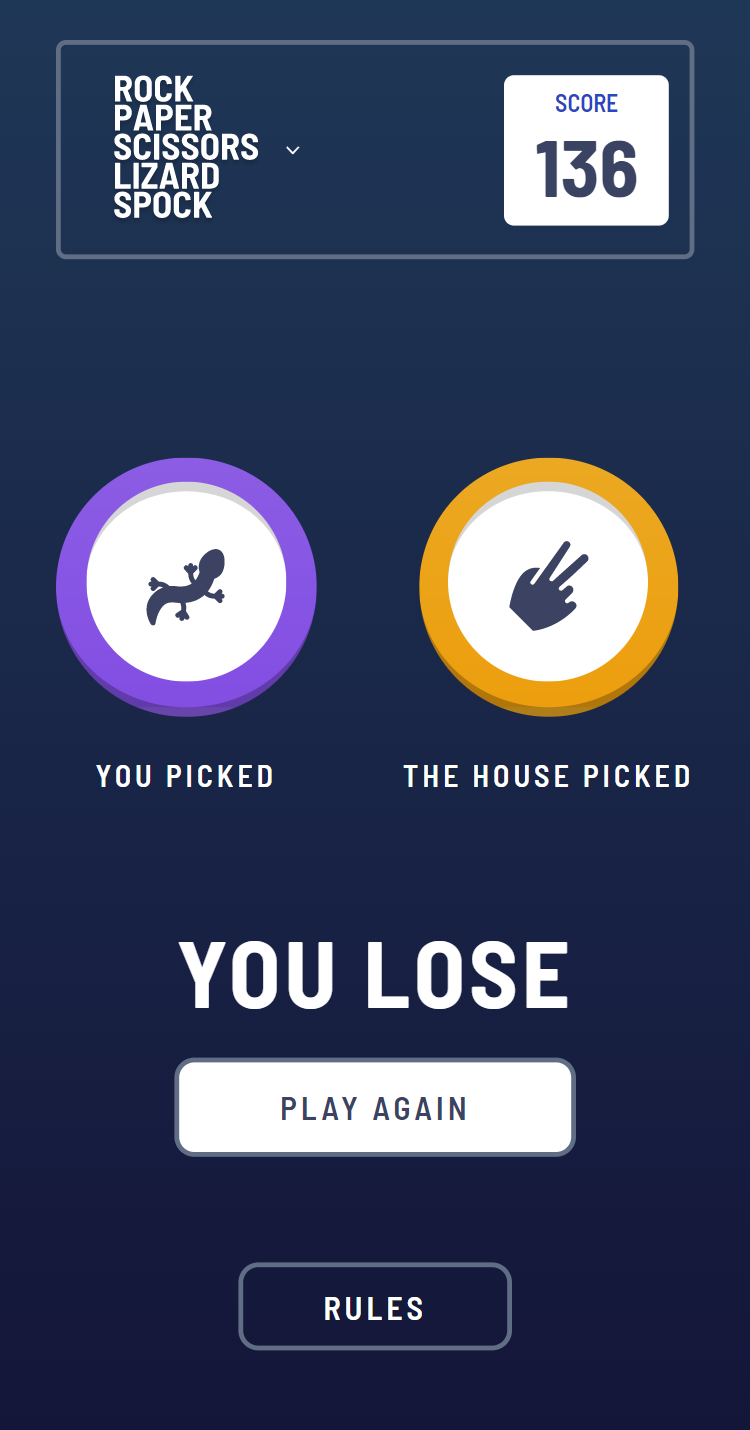 ROCK
PAPER
SCISSORS
LIZARD
SPOCK
SCORE
136
YOU PICKED
THE HOUSE PICKED
YOU LOSE
PLAY AGAIN
RULES